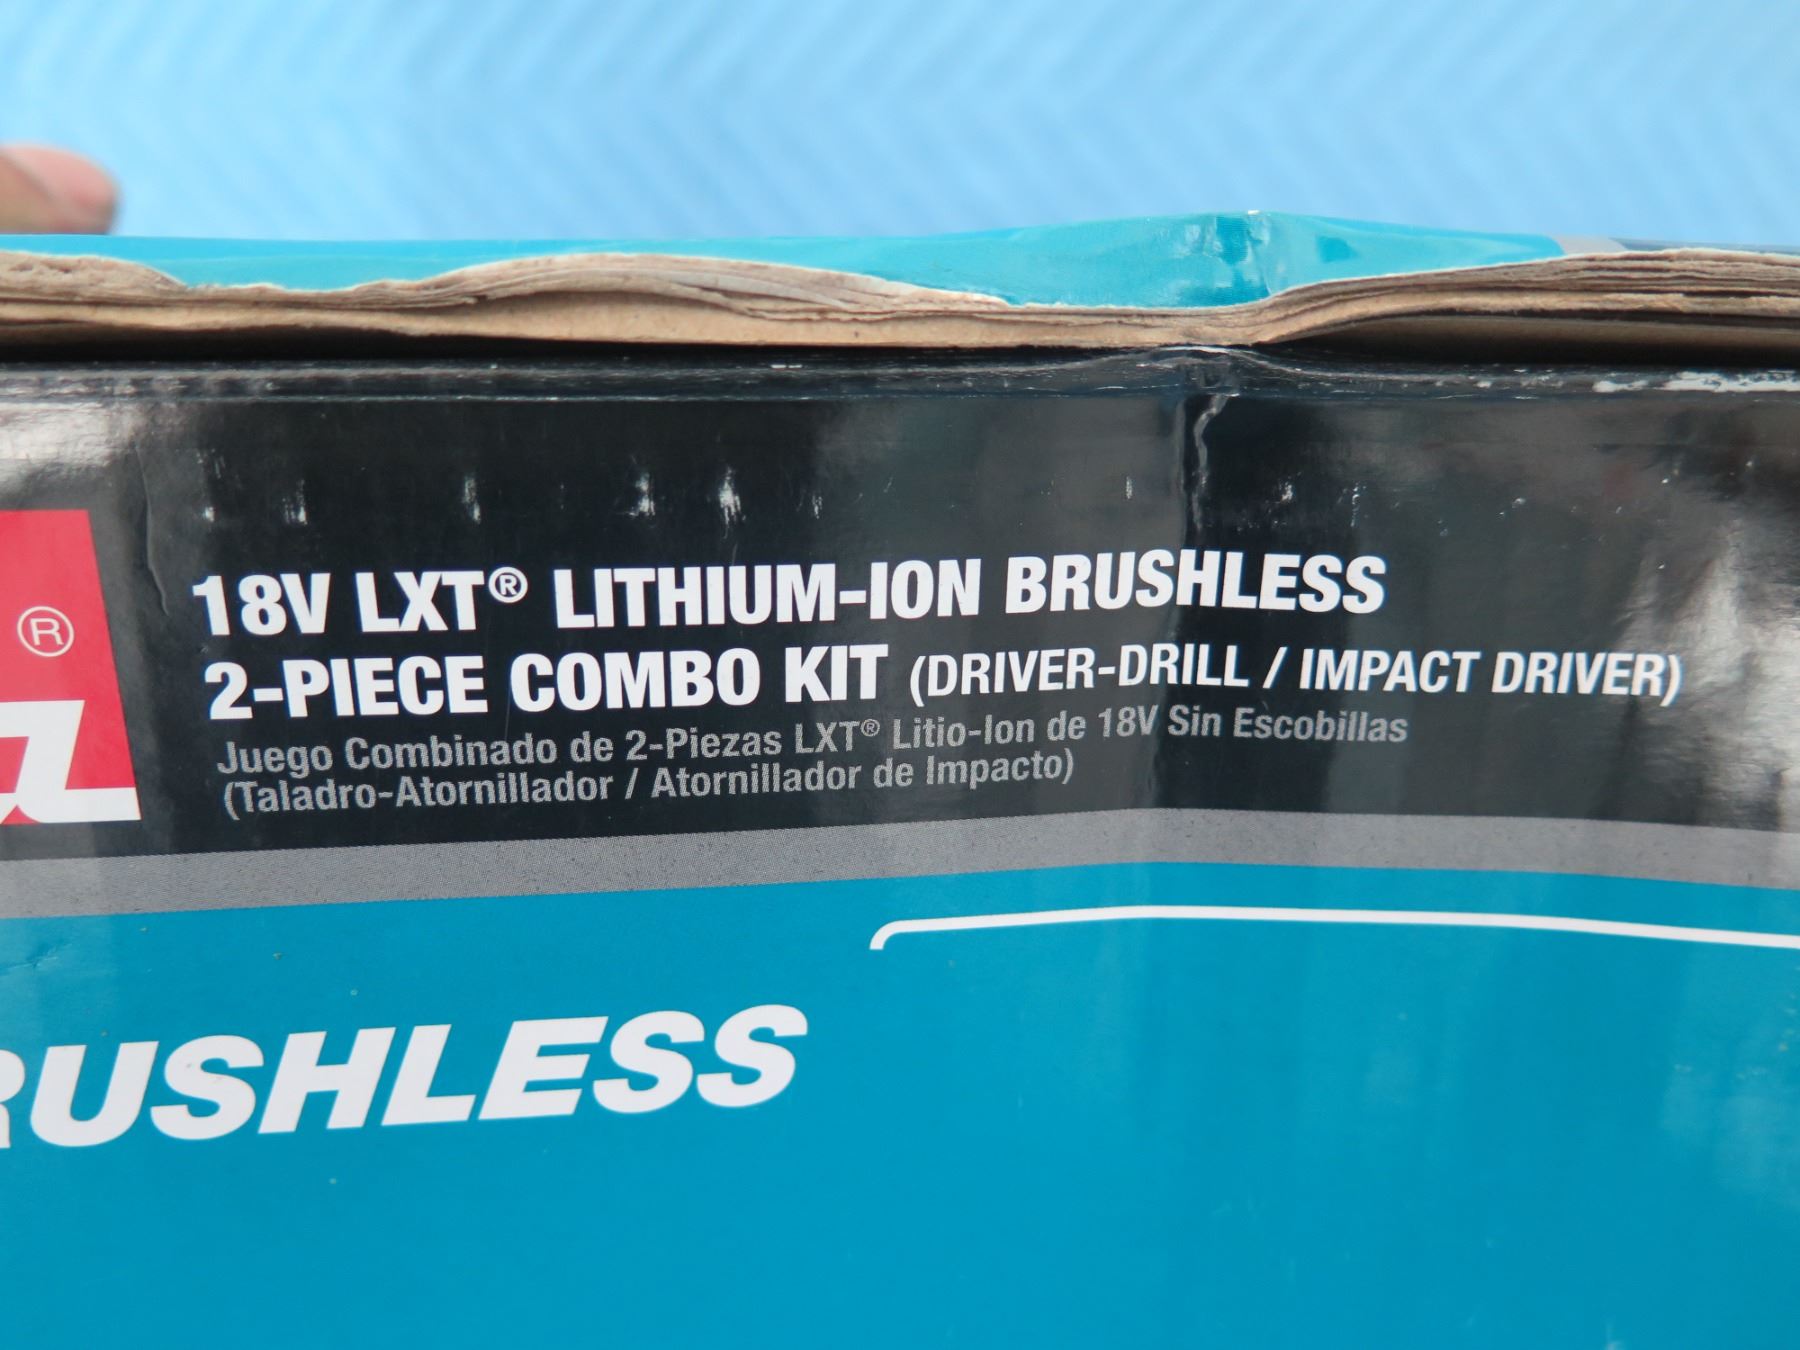 18V LXT® LITHIUM-ION BRUSHLESS
2-PIECE COMBO KIT (DRIVER-DRILL / IMPACT DRIVER)
Juego Combinado de 2-Piezas LXT® Litio-Ion de 18V Sin Escobillas
(Taladro-Atornillador / Atornillador de Impacto)
®
RUSHLESS